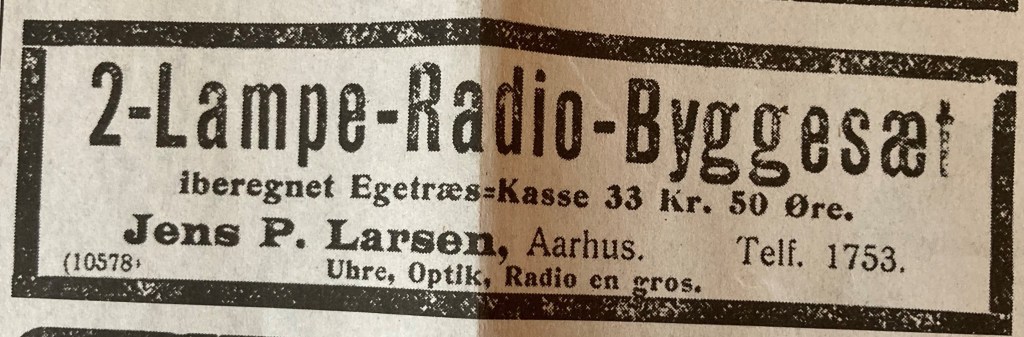 2-Lampe-Radio-Byggesæt
iberegnet Egetræs=Kasse 33 Kr. 50 Øre.
Jens P. Larsen, Aarhus. Telf. 1753.
(10578)
Uhre, Optik, Radio en gros.